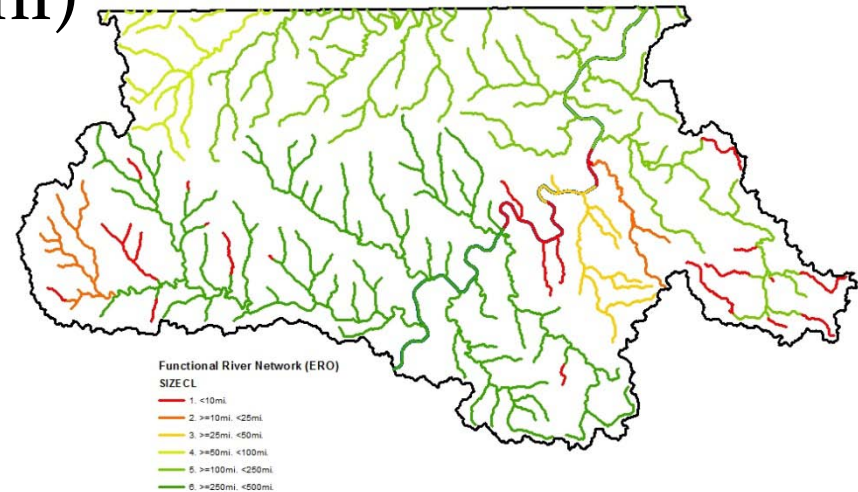 Functional River Network (ERO)
SIZECL
1. <10mi.
2. >=10mi. <25mi.
3. >=25mi. <50mi.
4. >=50mi. <100mi.
5. >=100mi. <250mi.
6. >=250mi. <500mi.